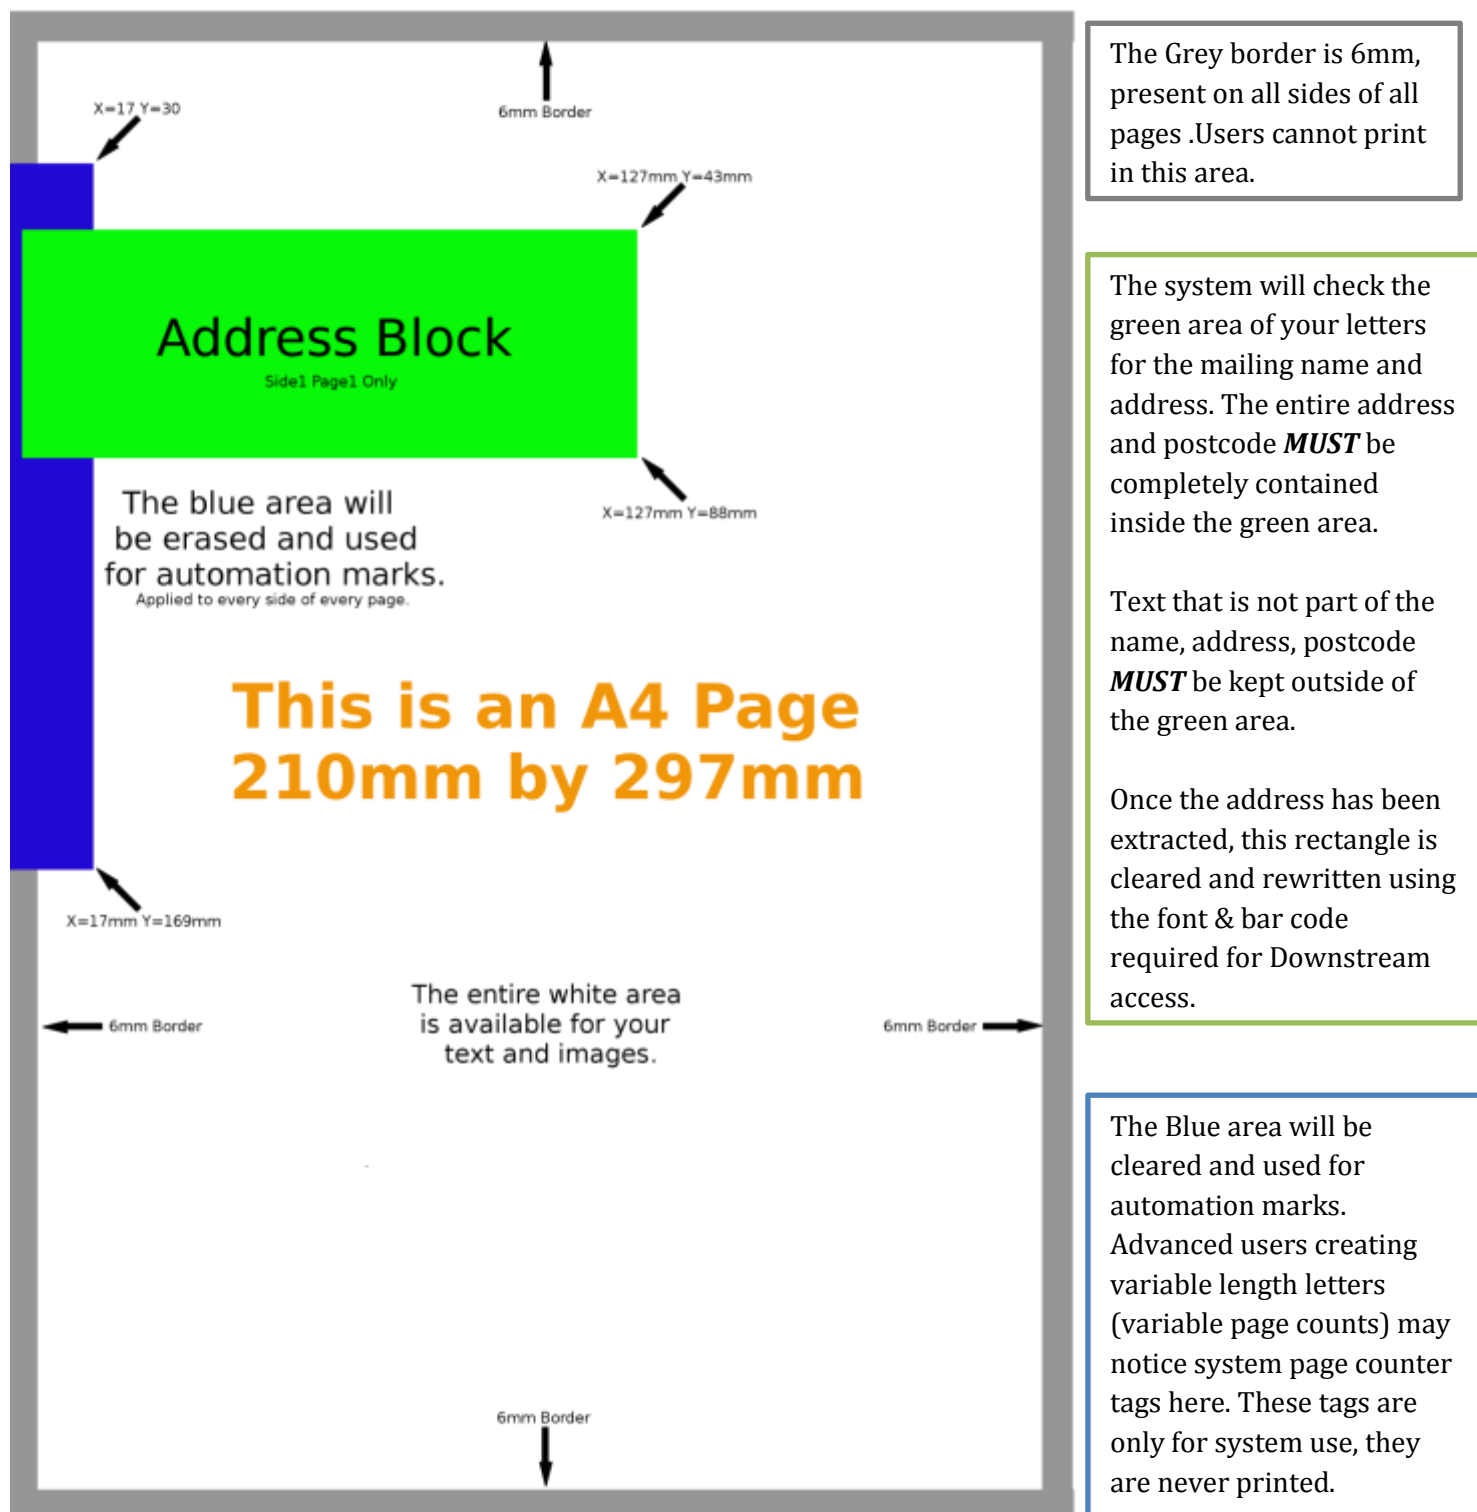 X=17 Y=30
6mm Border
X=127mm Y=43mm
Address Block
Side1 Page1 Only
X=127mm Y=88mm
The blue area will
be erased and used
for automation marks.
Applied to every side of every page.
This is an A4 Page
210mm by 297mm
X=17mm Y=169mm
The entire white area
is available for your
text and images.
6mm Border
6mm Border
6mm Border
The Grey border is 6mm,
present on all sides of all
pages .Users cannot print
in this area.
The system will check the
green area of your letters
for the mailing name and
address. The entire address
and postcode MUST be
completely contained
inside the green area.
Text that is not part of the
name, address, postcode
MUST be kept outside of
the green area.
Once the address has been
extracted, this rectangle is
cleared and rewritten using
the font & bar code
required for Downstream
access.
The Blue area will be
cleared and used for
automation marks.
Advanced users creating
variable length letters
(variable page counts) may
notice system page counter
tags here. These tags are
only for system use, they
are never printed.